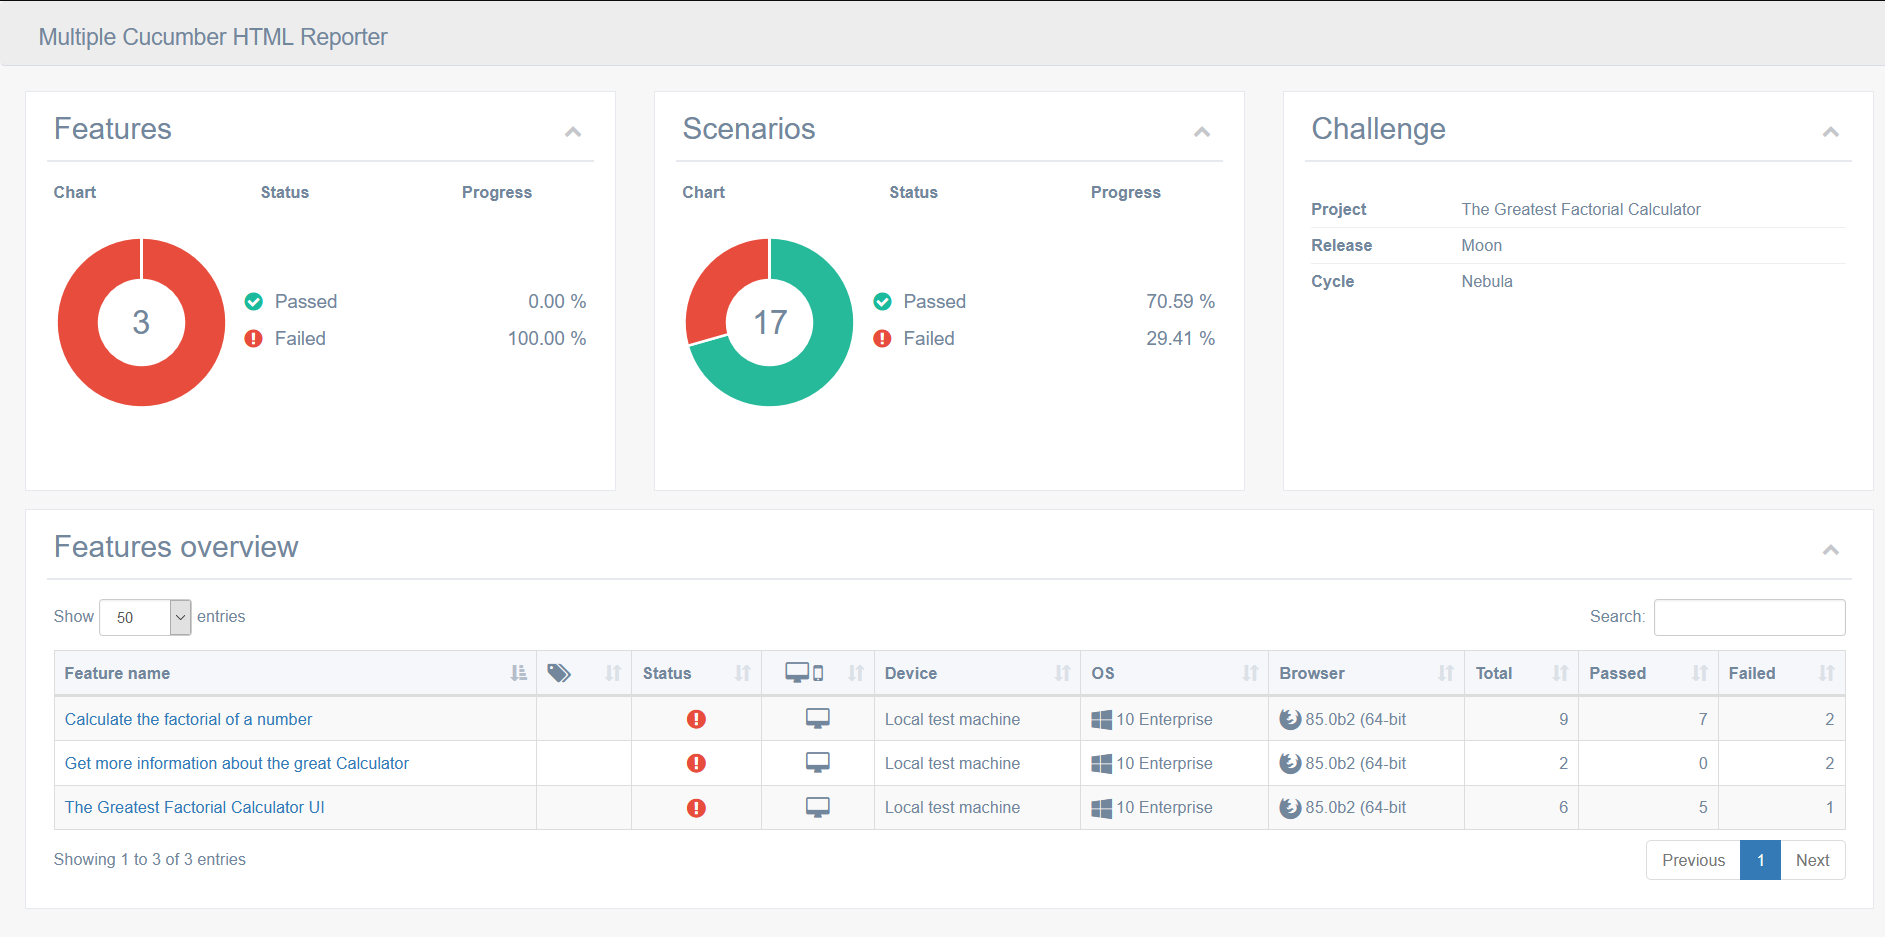 Multiple Cucumber HTML Reporter
Features
Chart Status Progress
3
Passed 0.00 %
Failed 100.00 %
Scenarios
Chart Status Progress
17
Passed 70.59 %
Failed 29.41 %
Challenge
Project The Greatest Factorial Calculator
Release Moon
Cycle Nebula
Features overview
Show 50 entries Search:
Feature name Status Device OS Browser Total Passed Failed
Calculate the factorial of a number Local test machine 10 Enterprise 85.0b2 (64-bit 9 7 2
Get more information about the great Calculator Local test machine 10 Enterprise 85.0b2 (64-bit 2 0 2
The Greatest Factorial Calculator UI Local test machine 10 Enterprise 85.0b2 (64-bit 6 5 1
Showing 1 to 3 of 3 entries Previous 1 Next